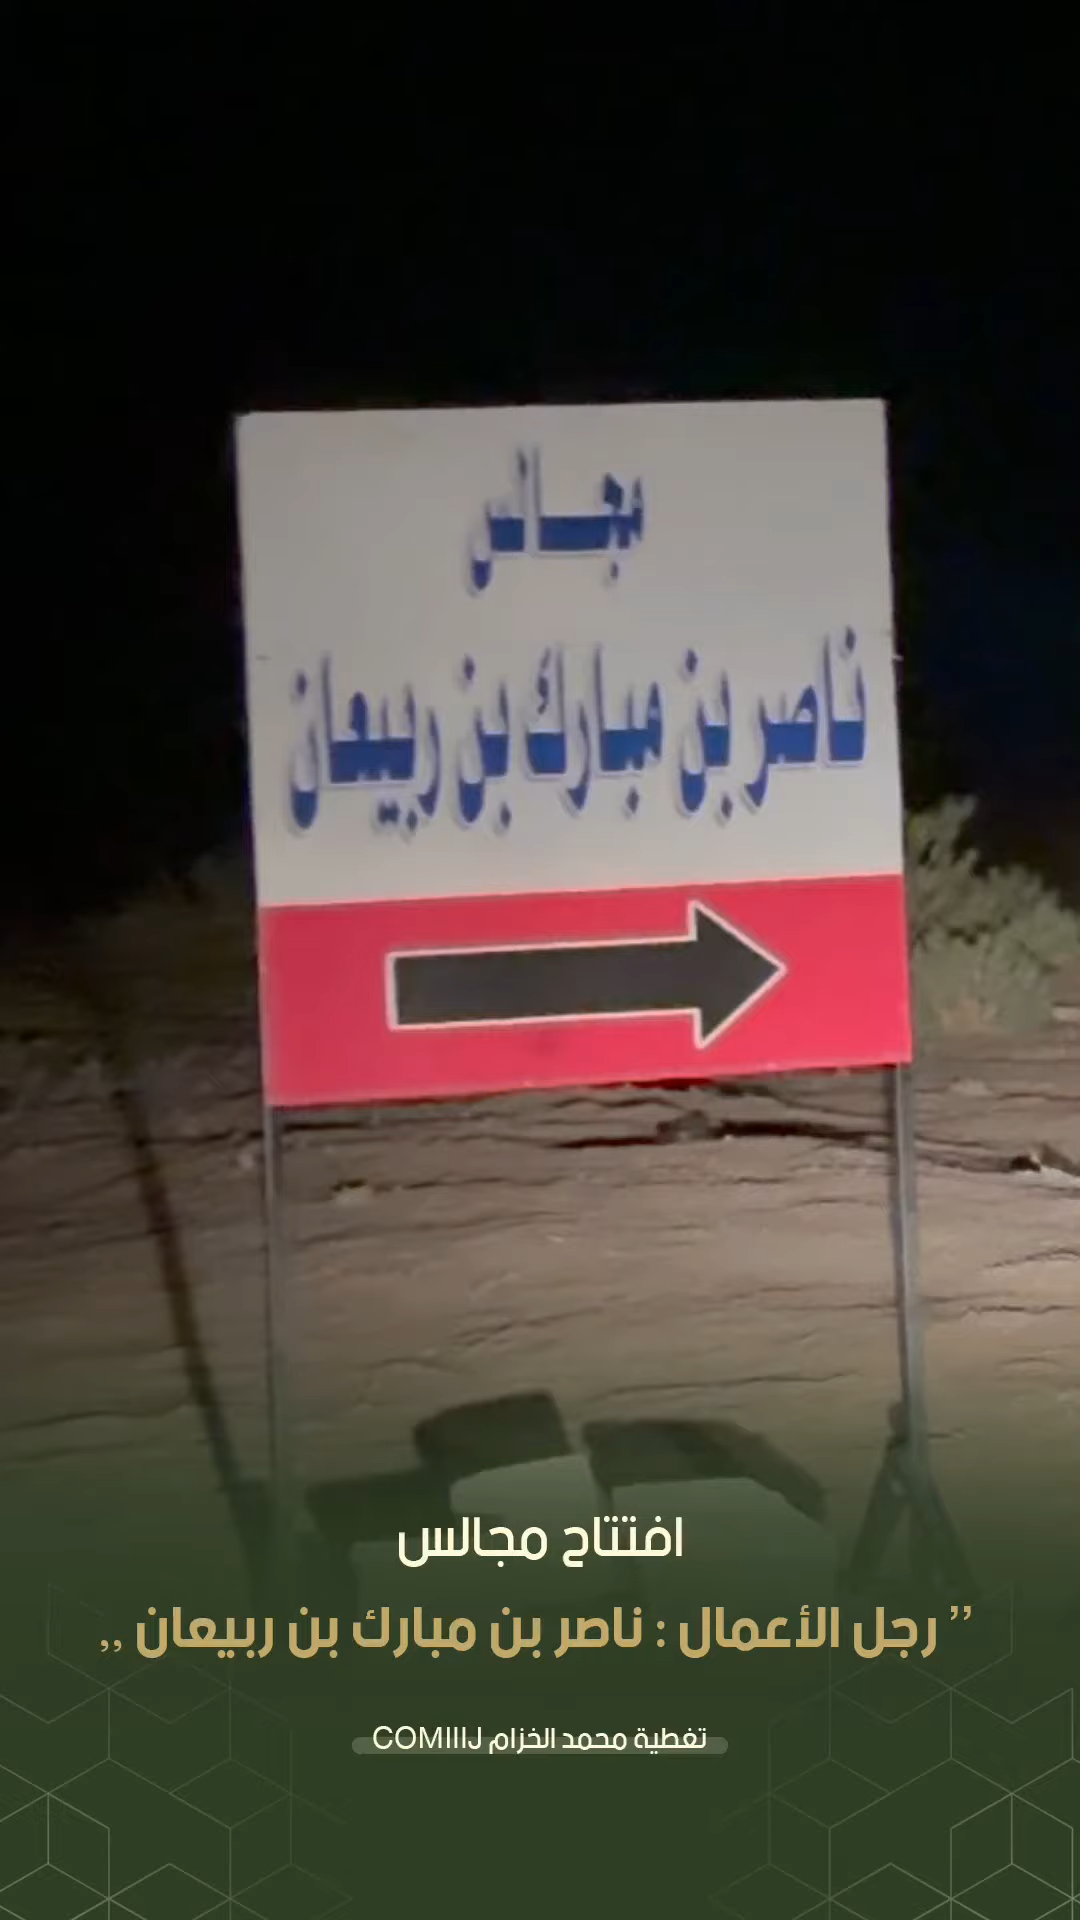 مجالس
ناصر بن مبارك بن ربيعان
افتتاح مجالس
” رجل الأعمال : ناصر بن مبارك بن ربيعان ,,
تغطية محمد الخزام COMIIIJ